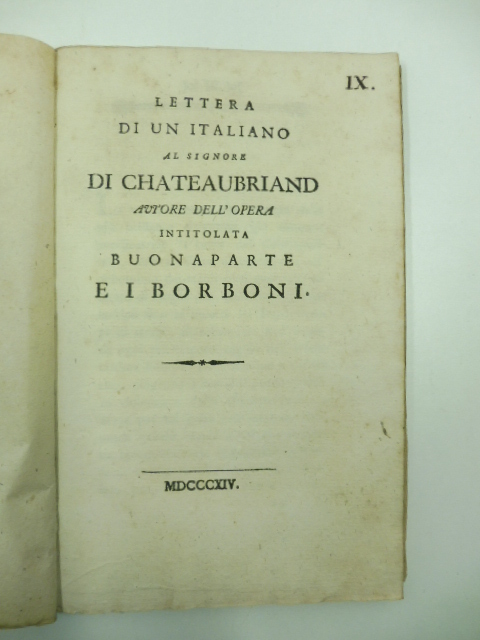 IX.
LETTERA
DI UN ITALIANO
AL SIGNORE
DI CHATEAUBRIAND
AUTORE DELL' OPERA
INTITOLATA
BUONAPARTE
E I BORBONI.
MDCCCXIV.